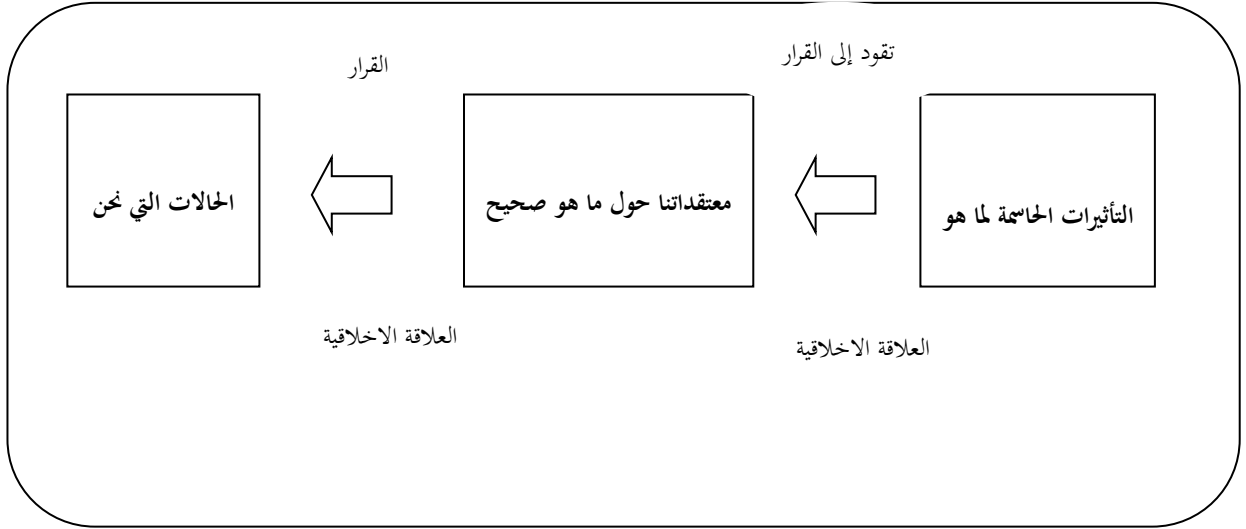 تقود إلى القرار
القرار
التأثيرات الحاسمة لما هو
معتقداتنا حول ما هو صحيح
الحالات التي نحن
العلاقة الاخلاقية
العلاقة الاخلاقية